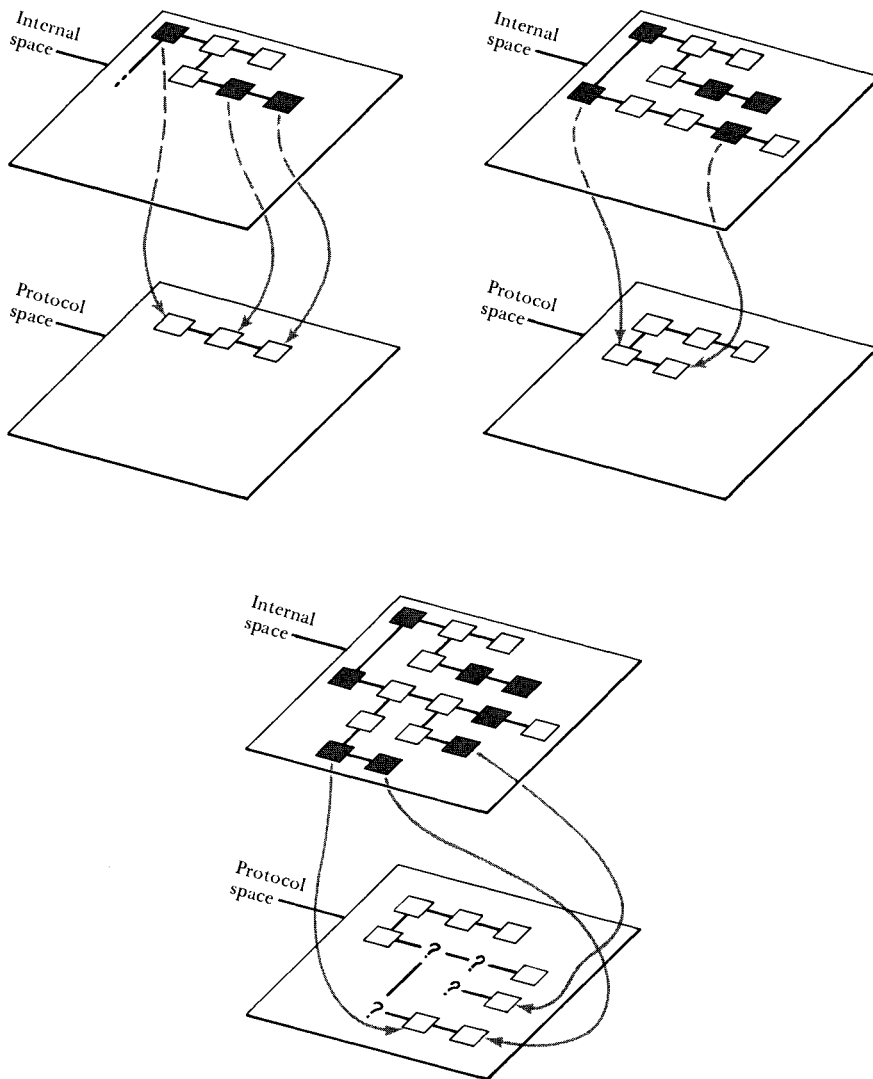 Internal
space
Internal
space
Protocol
space
Protocol
space
Internal
space
Protocol
space
?
?
?
?